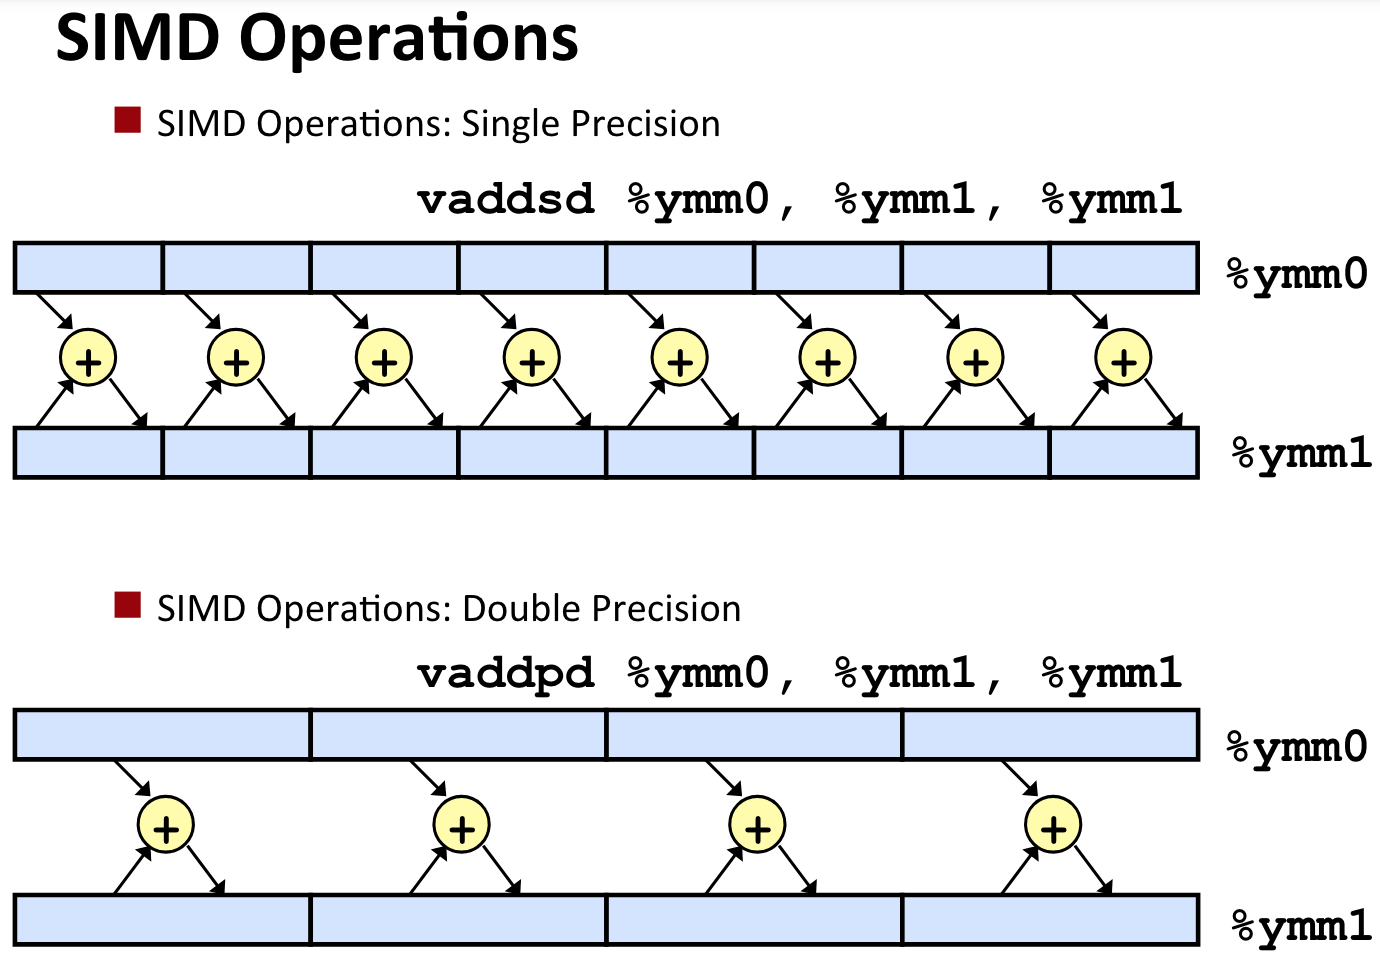 SIMD Operations
SIMD Operations: Single Precision
vaddsd %ymm0, %ymm1, %ymm1
%ymm0
+ + + + + + + +
%ymm1
SIMD Operations: Double Precision
vaddpd %ymm0, %ymm1, %ymm1
%ymm0
+ + + +
%ymm1